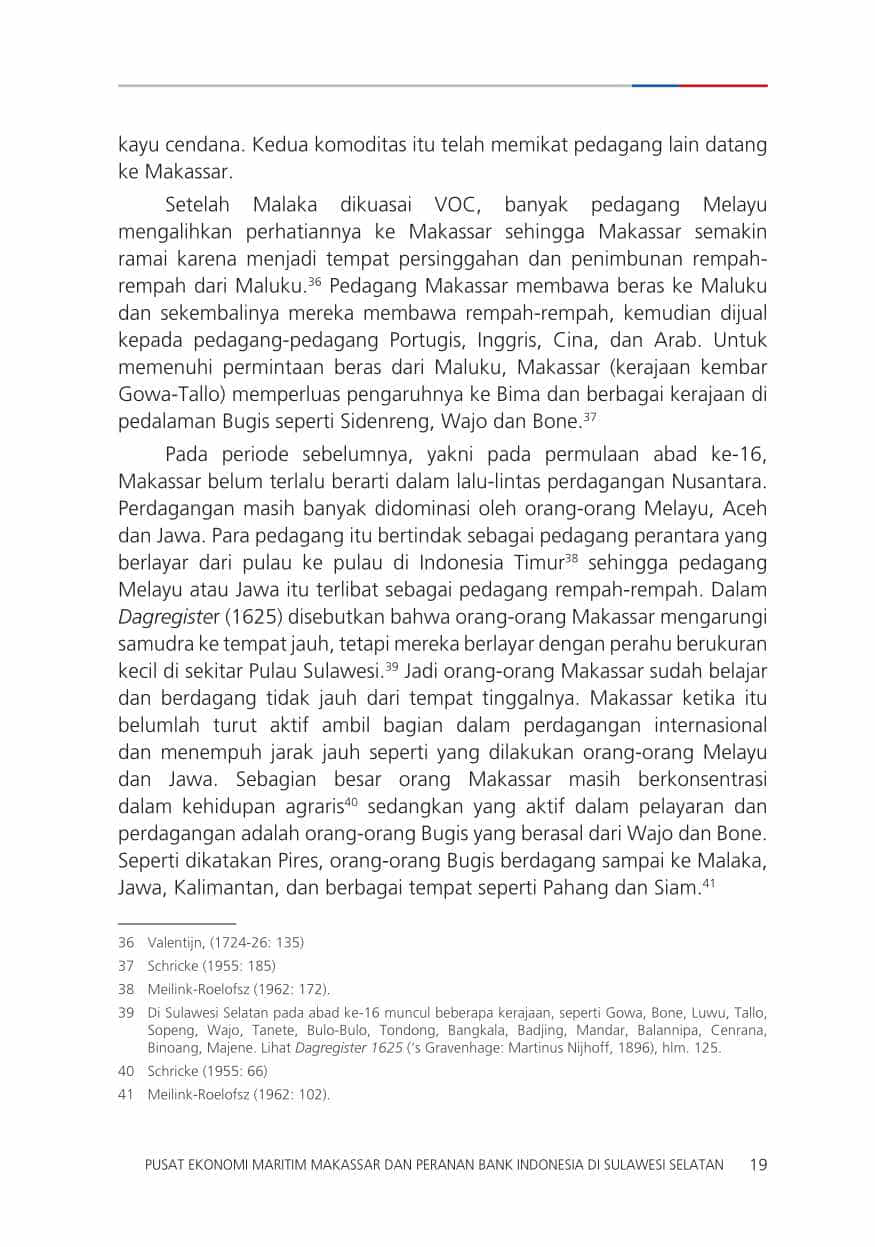 kayu cendana. Kedua komoditas itu telah memikat pedagang lain datang
ke Makassar.
Setelah Malaka dikuasai VOC, banyak pedagang Melayu
mengalihkan perhatiannya ke Makassar sehingga Makassar semakin
ramai karena menjadi tempat persinggahan dan penimbunan rempah-
rempah dari Maluku.36 Pedagang Makassar membawa beras ke Maluku
dan sekembalinya mereka membawa rempah-rempah, kemudian dijual
kepada pedagang-pedagang Portugis, Inggris, Cina, dan Arab. Untuk
memenuhi permintaan beras dari Maluku, Makassar (kerajaan kembar
Gowa-Tallo) memperluas pengaruhnya ke Bima dan berbagai kerajaan di
pedalaman Bugis seperti Sidenreng, Wajo dan Bone.37
Pada periode sebelumnya, yakni pada permulaan abad ke-16,
Makassar belum terlalu berarti dalam lalu-lintas perdagangan Nusantara.
Perdagangan masih banyak didominasi oleh orang-orang Melayu, Aceh
dan Jawa. Para pedagang itu bertindak sebagai pedagang perantara yang
berlayar dari pulau ke pulau di Indonesia Timur38 sehingga pedagang
Melayu atau Jawa itu terlibat sebagai pedagang rempah-rempah. Dalam
Dagregister (1625) disebutkan bahwa orang-orang Makassar mengarungi
samudra ke tempat jauh, tetapi mereka berlayar dengan perahu berukuran
kecil di sekitar Pulau Sulawesi.39 Jadi orang-orang Makassar sudah belajar
dan berdagang tidak jauh dari tempat tinggalnya. Makassar ketika itu
belumlah turut aktif ambil bagian dalam perdagangan internasional
dan menempuh jarak jauh seperti yang dilakukan orang-orang Melayu
dan Jawa. Sebagian besar orang Makassar masih berkonsentrasi
dalam kehidupan agraris40 sedangkan yang aktif dalam pelayaran dan
perdagangan adalah orang-orang Bugis yang berasal dari Wajo dan Bone.
Seperti dikatakan Pires, orang-orang Bugis berdagang sampai ke Malaka,
Jawa, Kalimantan, dan berbagai tempat seperti Pahang dan Siam.41
36 Valentijn, (1724-26: 135)
37 Schricke (1955: 185)
38 Meilink-Roelofsz (1962: 172).
39 Di Sulawesi Selatan pada abad ke-16 muncul beberapa kerajaan, seperti Gowa, Bone, Luwu, Tallo,
Sopeng, Wajo, Tanete, Bulo-Bulo, Tondong, Bangkala, Badjing, Mandar, Balannipa, Cenrana,
Binoang, Majene. Lihat Dagregister 1625 ('s Gravenhage: Martinus Nijhoff, 1896), hlm. 125.
40 Schricke (1955: 66)
41 Meilink-Roelofsz (1962: 102).
PUSAT EKONOMI MARITIM MAKASSAR DAN PERANAN BANK INDONESIA DI SULAWESI SELATAN 19